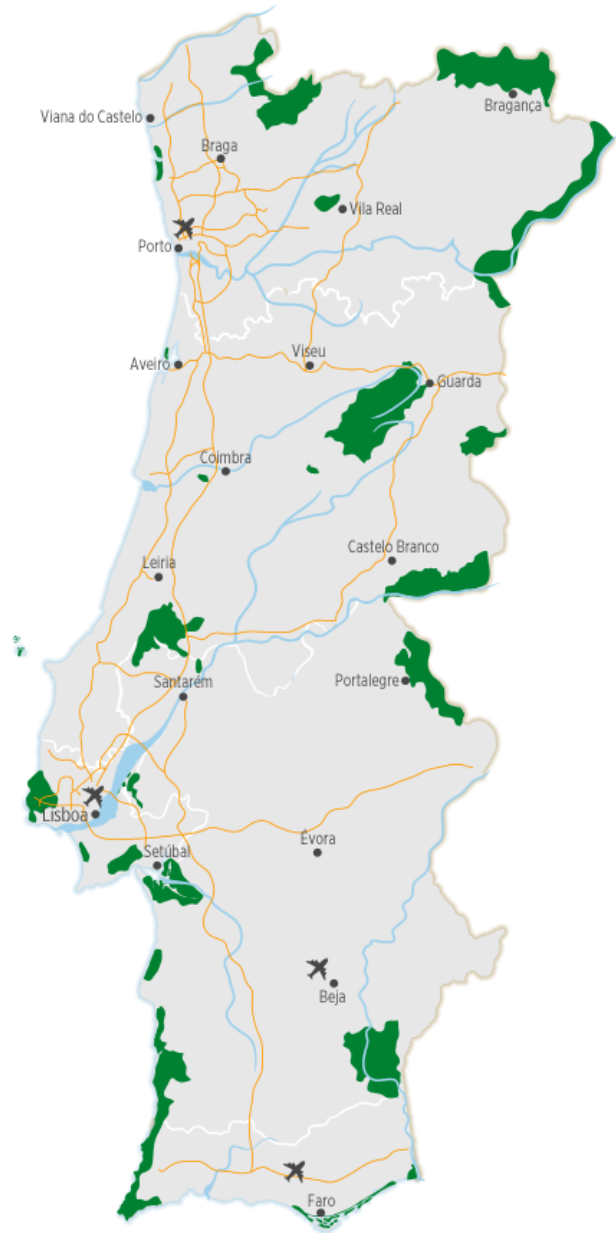 Bragança
Viana do Castelo
Braga
Vila Real
Porto
Viseu
Aveiro
Guarda
Coimbra
Castelo Branco
Leiria
Portalegre
Santarém
Lisboa
Évora
Setúbal
Beja
Faro